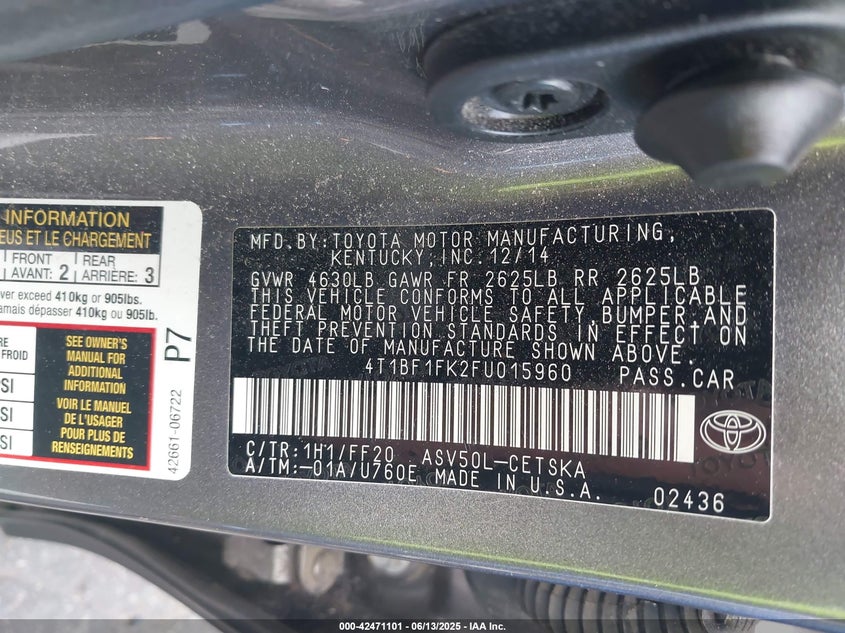 INFORMATION
EUS ET LE CHARGEMENT
FRONT REAR
AVANT: 2 ARRIÈRE: 3
ver exceed 410kg or 905lbs.
amais dépasser 410kg ou 905lb.
RE
FROID
SI
SI
SI
SEE OWNER'S
MANUAL FOR
ADDITIONAL
INFORMATION
VOIR LE MANUEL
DE L'USAGER
POUR PLUS DE
RENSEIGNEMENTS
P7
42661-06722
MFD.BY:TOYOTA MOTOR MANUFACTURING,
KENTUCKY,INC.12/14
GVWR 4630LB GAWR FR 2625LB RR 2625LB
THIS VEHICLE CONFORMS TO ALL APPLICABLE
FEDERAL MOTOR VEHICLE SAFETY,BUMPER,AND
THEFT PREVENTION STANDARDS IN EFFECT ON
THE DATE OF MANUFACTURE SHOWN ABOVE.
4T1BF1FK2FU015960 PASS.CAR
C/TR:1H1/FF20 ASV50L-CETSKA
A/TM:-01A/U760E MADE IN U.S.A.
02436
000-42471101 - 06/13/2025 - IAA Inc.